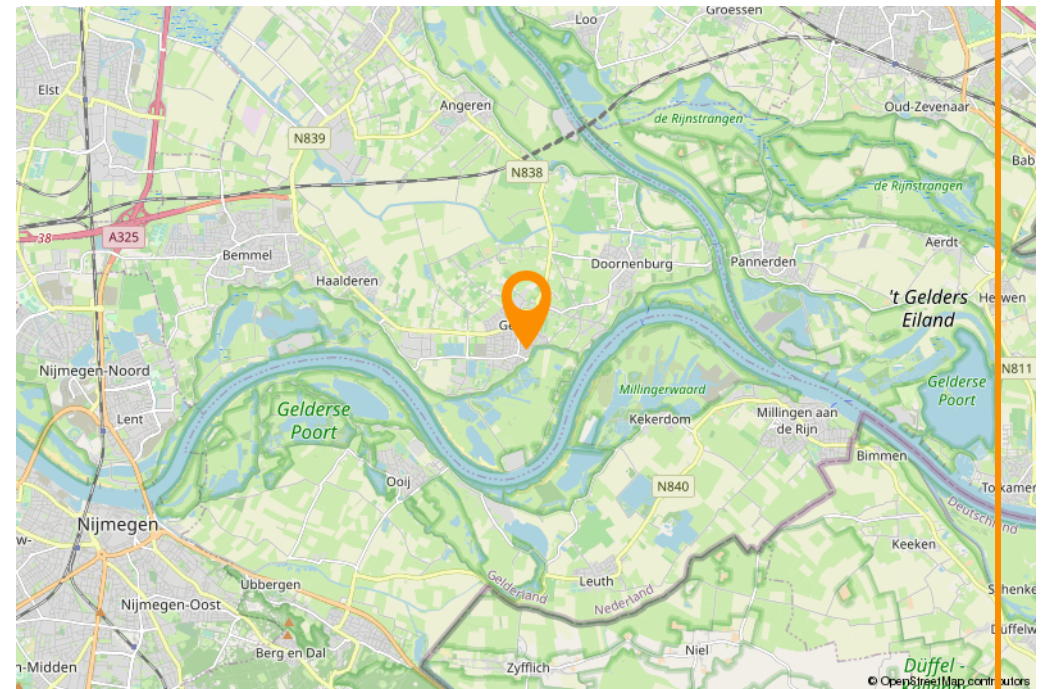 Groessen
Loo
Elst
Angeren
Oud-Zevenaar
de Rijnstrangen
N839
N838
Bab
de Rijnstrangen
38
A325
Aerdt
Bemmel
Doornenburg
Pannerden
Haalderen
't Gelders
Eiland
Ge
N811
Nijmegen-Noord
Millingerwaard
Gelderse
Poort
Gelderse
Poort
Lent
Kekerdom
Millingen aan
de Rijn
Bimmen
Ooij
N840
Deutschland
Nijmegen
Keeken
Ubbergen
Gelderland
Leuth
Nederland
Nijmegen-Oost
Berg en Dal
Niel
n-Midden
Zyfflich
Düffel -
© OpenStreetMap contributors